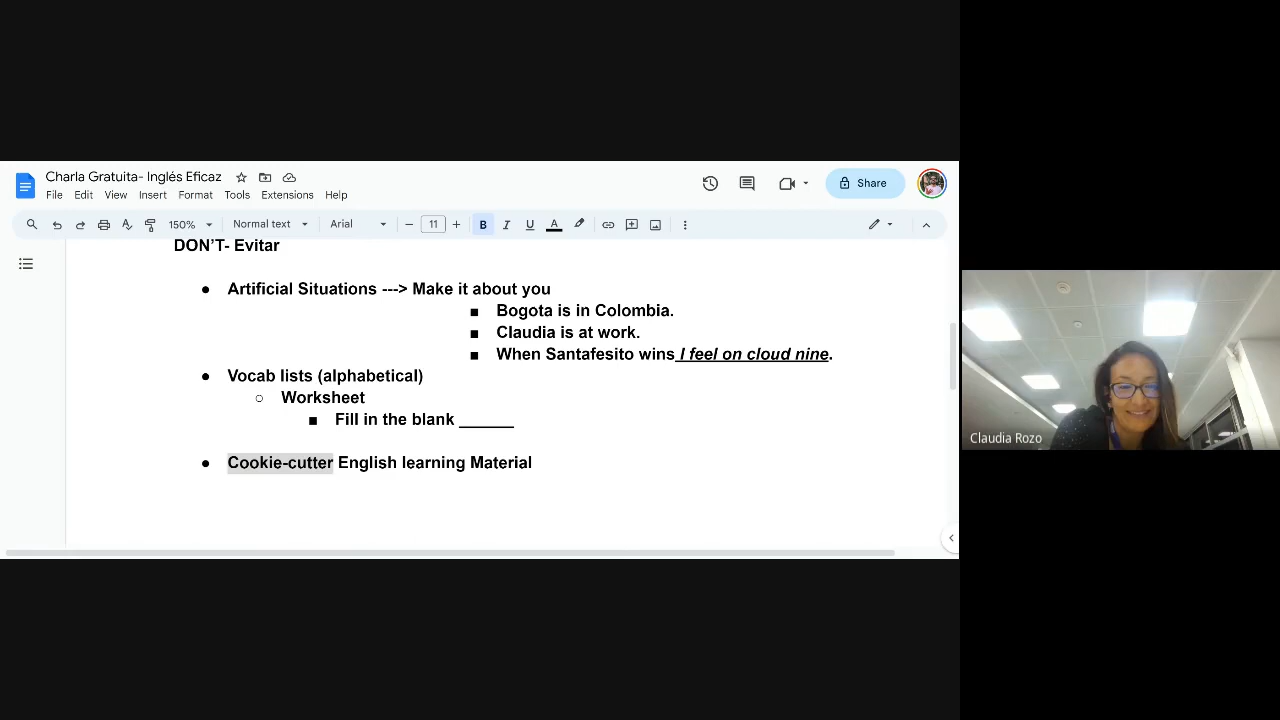 Charla Gratuita- Inglés Eficaz
File Edit View Insert Format Tools Extensions Help
Share
150% Normal text Arial 11 B I U A
DON'T- Evitar
● Artificial Situations ---> Make it about you
■ Bogota is in Colombia.
■ Claudia is at work.
■ When Santafesito wins I feel on cloud nine.
● Vocab lists (alphabetical)
○ Worksheet
■ Fill in the blank ______
● Cookie-cutter English learning Material
Claudia Rozo